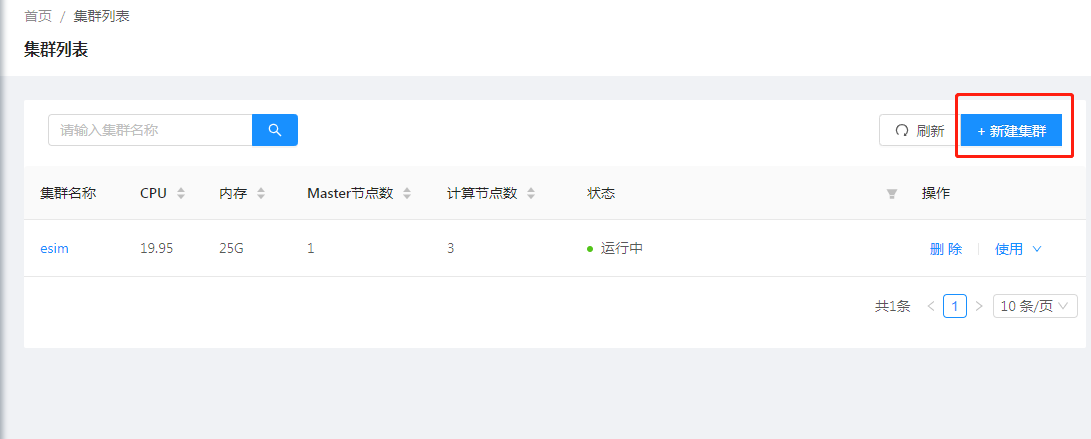 首页 / 集群列表
集群列表
请输入集群名称 刷新 + 新建集群
集群名称 CPU 内存 Master节点数 计算节点数 状态 操作
esim 19.95 25G 1 3 运行中 删 除 使用
共1条 < 1 > 10 条/页